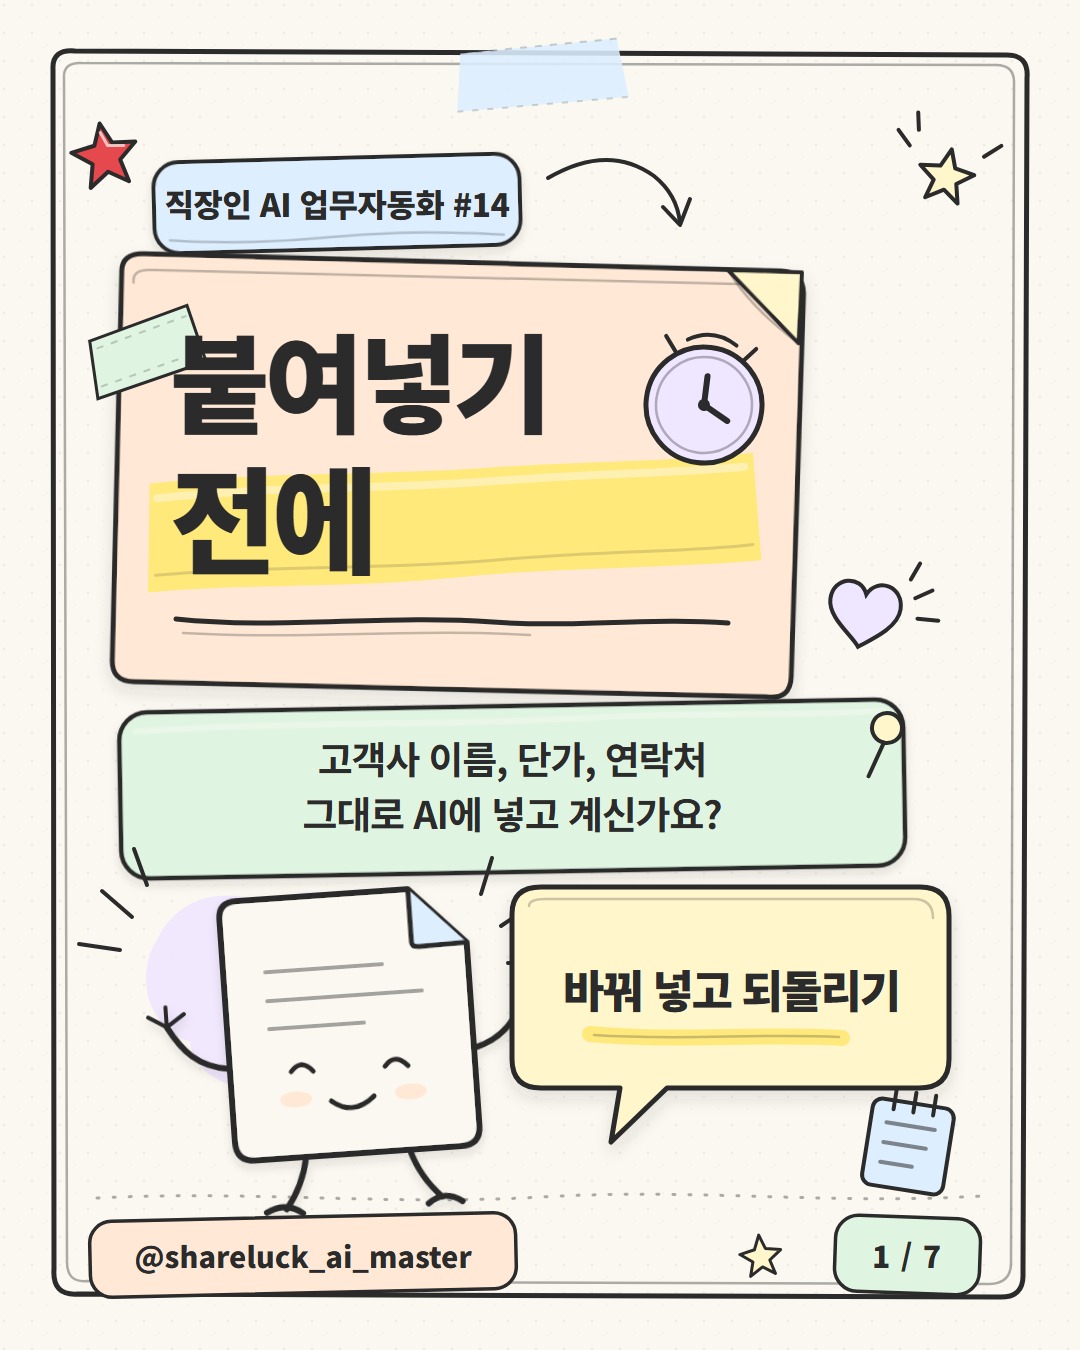 직장인 AI 업무자동화 #14
붙여넣기
전에
고객사 이름, 단가, 연락처
그대로 AI에 넣고 계신가요?
바꿔 넣고 되돌리기
@shareluck_ai_master
1 / 7